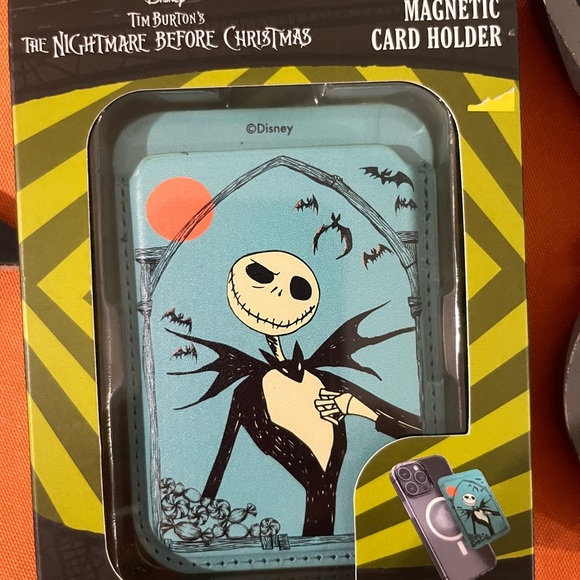 Disney
TIM BURTON'S
THE NIGHTMARE BEFORE CHRISTMAS
MAGNETIC
CARD HOLDER
©Disney